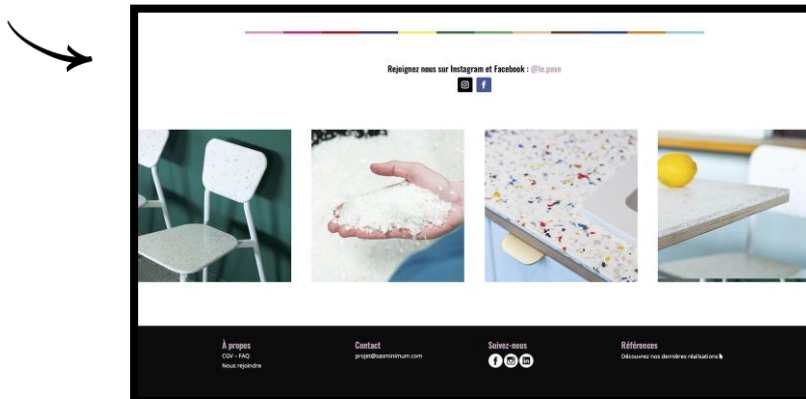 Rejoignez nous sur Instagram et Facebook : @le.pave
À propos
CGV – FAQ
Nous rejoindre
Contact
projet@sasminimum.com
Suivez-nous
Références
Découvrez nos dernières réalisations